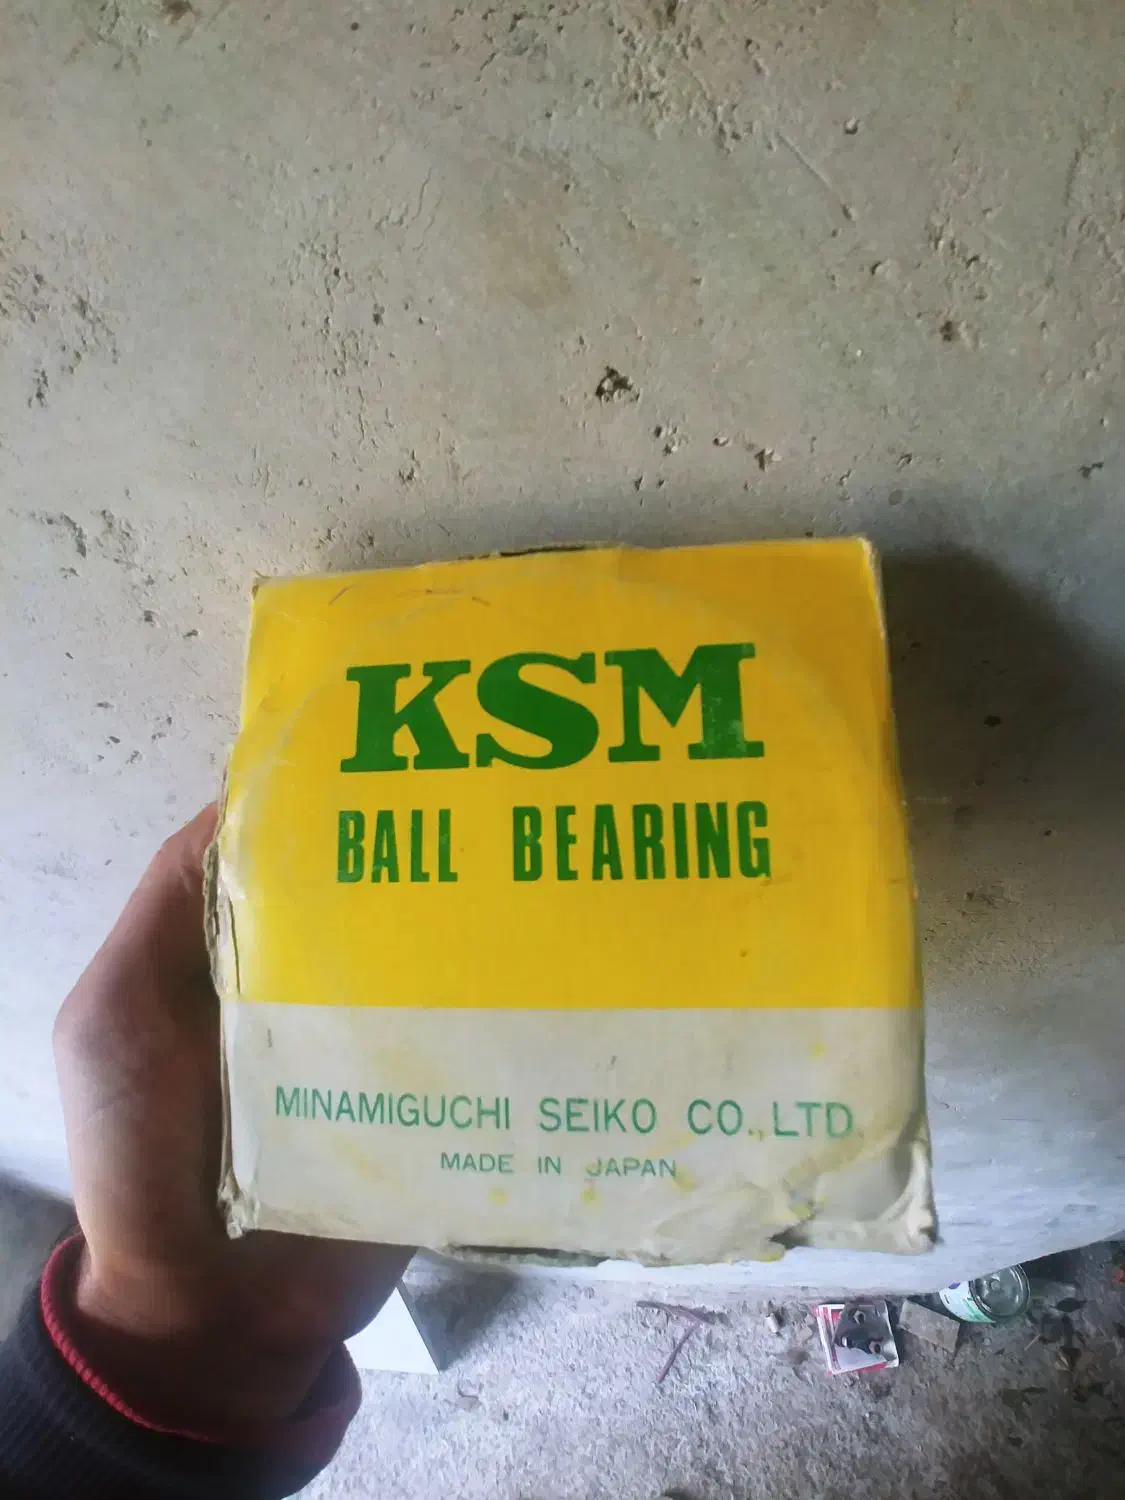 KSM
BALL BEARING
MINAMIGUCHI SEIKO CO., LTD.
MADE IN JAPAN